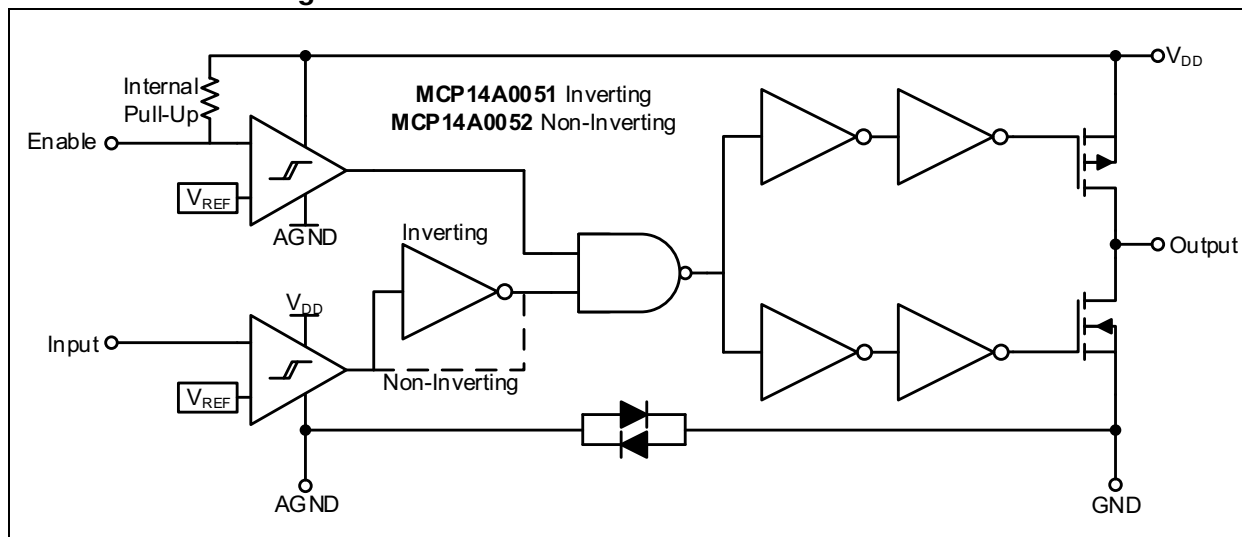 Internal
Pull-Up
V_DD
MCP14A0051 Inverting
MCP14A0052 Non-Inverting
Enable
V_REF
AGND
Inverting
Output
V_DD
Input
Non-Inverting
V_REF
AGND
GND